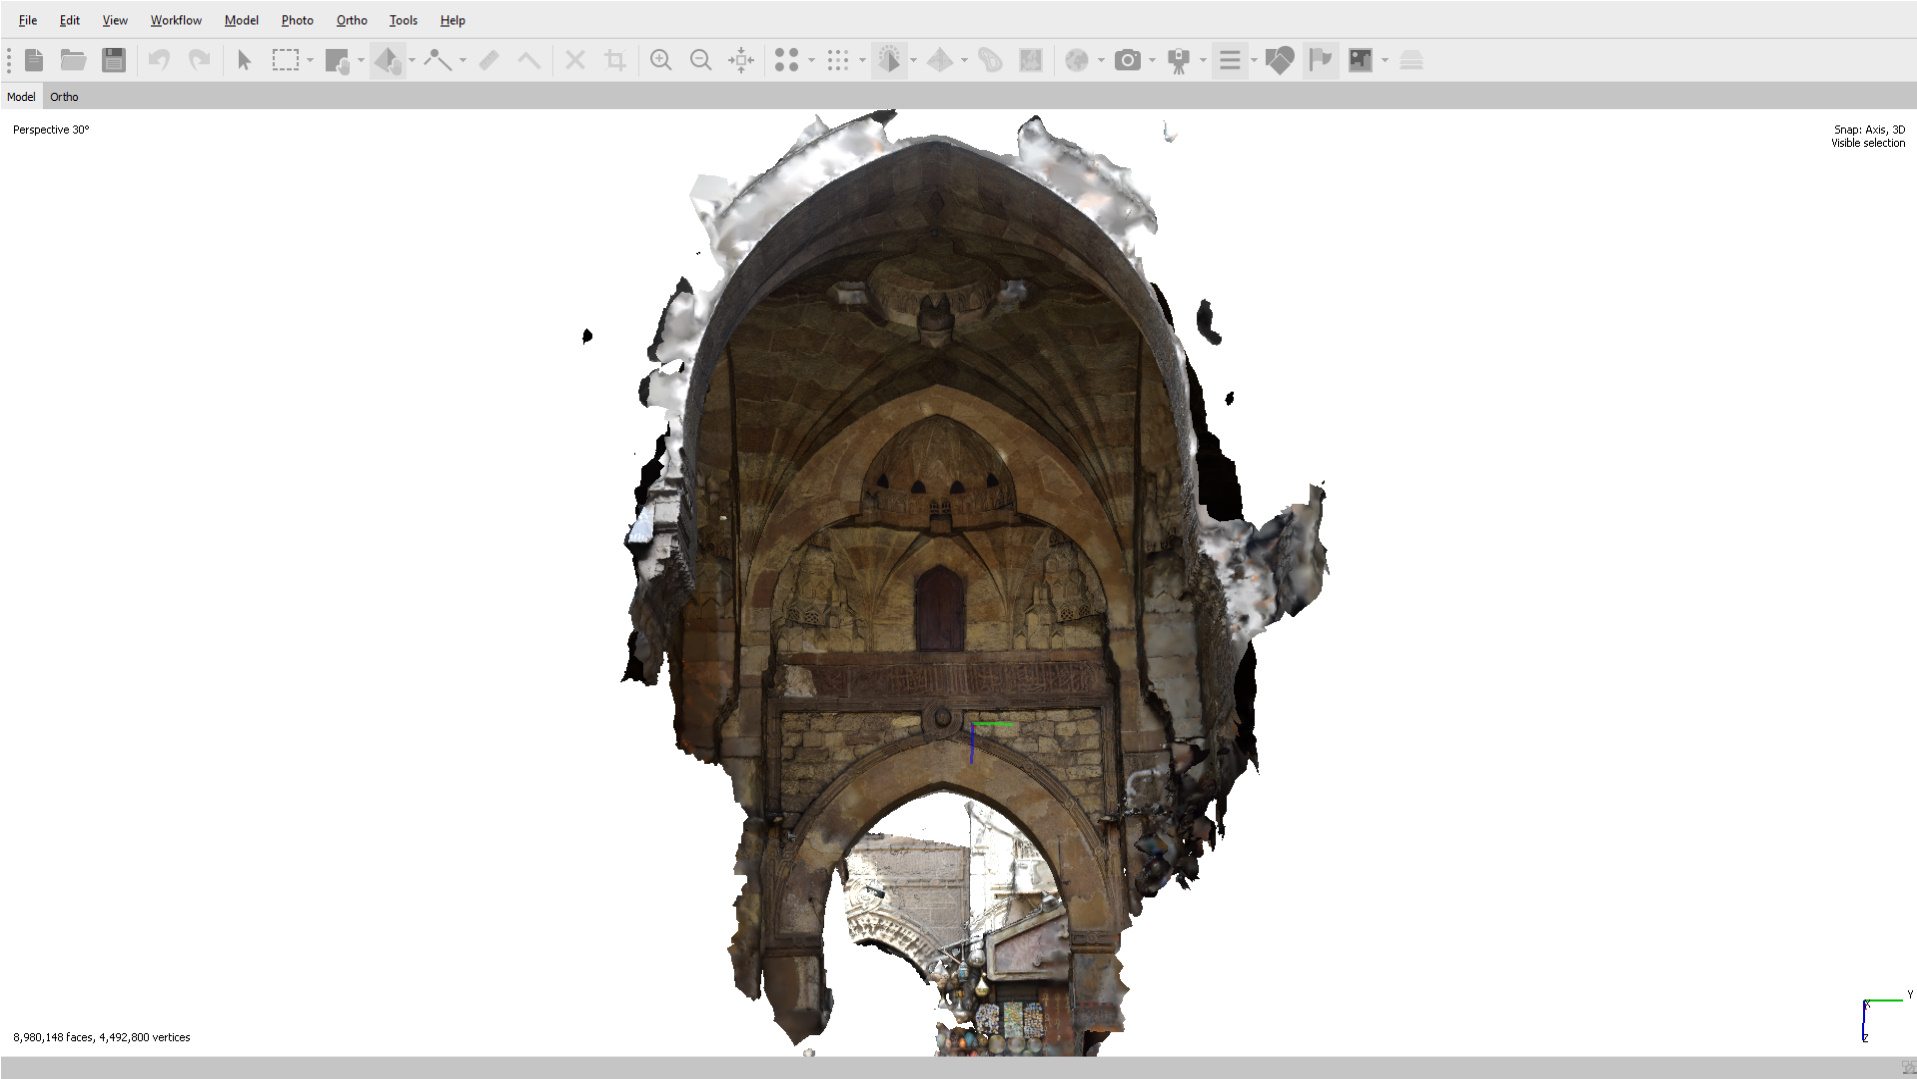 File Edit View Workflow Model Photo Ortho Tools Help
Model Ortho
Perspective 30°
Snap: Axis, 3D
Visible selection
8,980,148 faces, 4,492,800 vertices
X Y
Z